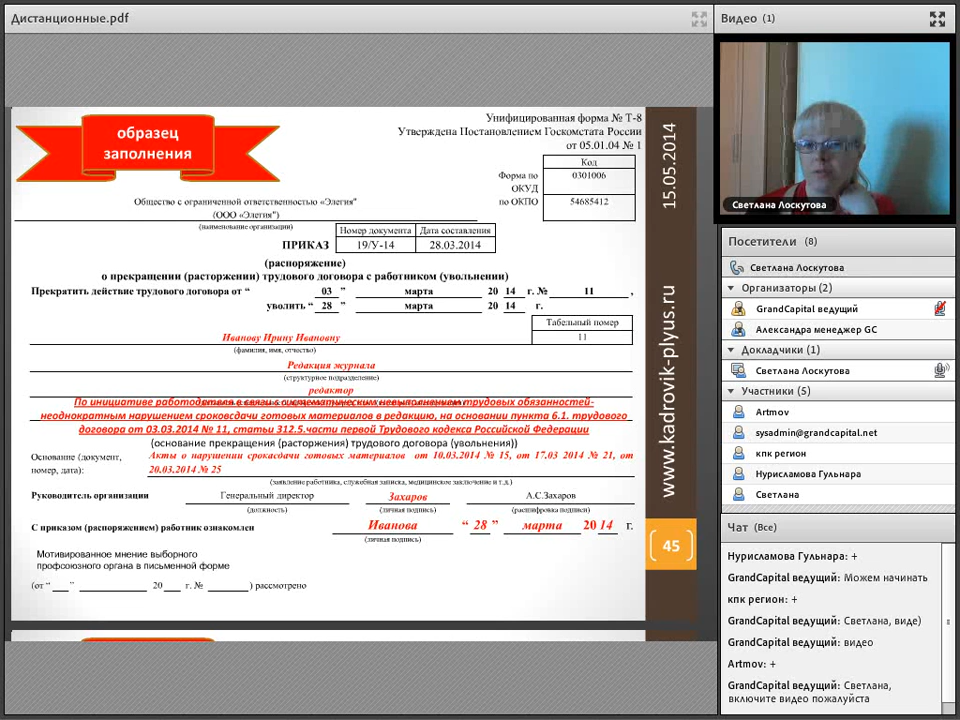 Дистанционные.pdf
образец
заполнения
Унифицированная форма № Т-8
Утверждена Постановлением Госкомстата России
от 05.01.04 № 1
Код
Форма по ОКУД
0301006
по ОКПО
54685412
Общество с ограниченной ответственностью «Элегия"
(ООО «Элегия")
(наименование организации)
Номер документа
Дата составления
ПРИКАЗ
19/У-14
28.03.2014
(распоряжение)
о прекращении (расторжении) трудового договора с работником (увольнении)
Прекратить действие трудового договора от “ 03 ” марта 20 14 г. № 11 ,
уволить “ 28 ” марта 20 14 г.
Табельный номер
11
Иванову Ирину Ивановну
(фамилия, имя, отчество)
Редакция журнала
(структурное подразделение)
редактор
По инициативе работодателя в связи с систематическим невыполнением трудовых обязанностей-
неоднократным нарушением сроковсдачи готовых материалов в редакцию, на основании пункта 6.1. трудового
договора от 03.03.2014 № 11, статьи 312.5.части первой Трудового кодекса Российской Федерации
(основание прекращения (расторжения) трудового договора (увольнения))
Основание (документ,
номер, дата):
Акты о нарушении срокасдачи готовых материалов от 10.03.2014 № 15, от 17.03 2014 № 21, от
20.03.2014 № 25
(заявление работника, служебная записка, медицинское заключение и т.д.)
Руководитель организации
Генеральный директор
Захаров
А.С.Захаров
(должность)
(личная подпись)
(расшифровка подписи)
С приказом (распоряжением) работник ознакомлен
Иванова “ 28 ” марта 20 14 г.
(личная подпись)
Мотивированное мнение выборного
профсоюзного органа в письменной форме
(от “ ” 20 г. № ) рассмотрено
15.05.2014
www.kadrovik-plyus.ru
45
Видео (1)
Светлана Лоскутова
Посетители (8)
Светлана Лоскутова
Организаторы (2)
GrandCapital ведущий
Александра менеджер GC
Докладчики (1)
Светлана Лоскутова
Участники (5)
Artmov
sysadmin@grandcapital.net
кпк регион
Нурисламова Гульнара
Светлана
Чат (Все)
Нурисламова Гульнара: +
GrandCapital ведущий: Можем начинать
кпк регион: +
GrandCapital ведущий: Светлана, виде)
GrandCapital ведущий: видео
Artmov: +
GrandCapital ведущий: Светлана,
включите видео пожалуйста